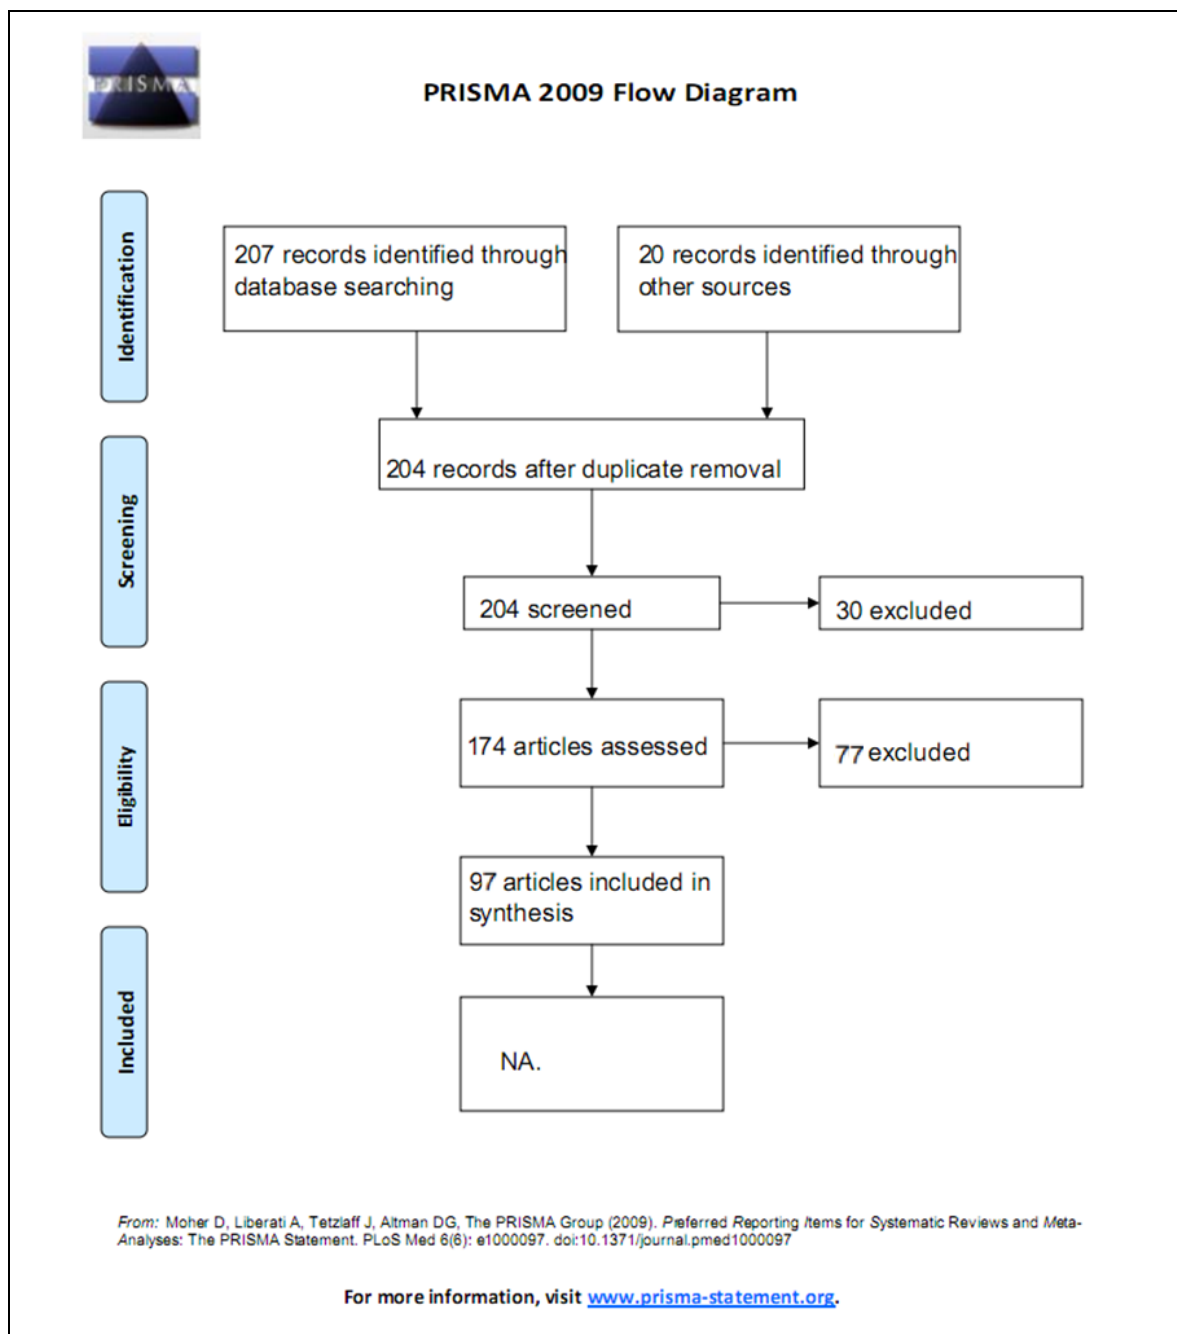 PRISMA
PRISMA 2009 Flow Diagram
Identification
207 records identified through
database searching
20 records identified through
other sources
204 records after duplicate removal
Screening
204 screened
30 excluded
Eligibility
174 articles assessed
77 excluded
97 articles included in
synthesis
Included
NA.
From: Moher D, Liberati A, Tetzlaff J, Altman DG, The PRISMA Group (2009). Preferred Reporting Items for Systematic Reviews and Meta-
Analyses: The PRISMA Statement. PLoS Med 6(6): e1000097. doi:10.1371/journal.pmed1000097
For more information, visit www.prisma-statement.org.